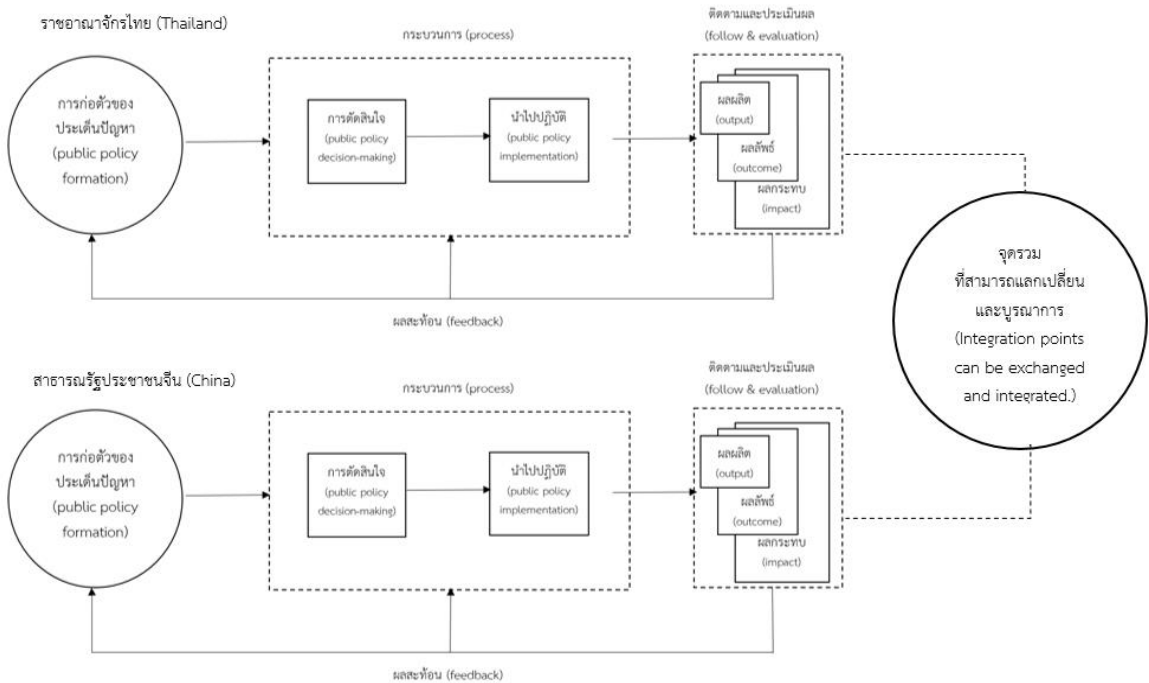 ราชอาณาจักรไทย (Thailand)
การก่อตัวของ
ประเด็นปัญหา
(public policy
formation)
กระบวนการ (process)
การตัดสินใจ
(public policy
decision-making)
นำไปปฏิบัติ
(public policy
implementation)
ติดตามและประเมินผล
(follow & evaluation)
ผลผลิต
(output)
ผลลัพธ์
(outcome)
ผลกระทบ
(impact)
ผลสะท้อน (feedback)
จุดรวม
ที่สามารถแลกเปลี่ยน
และบูรณาการ
(Integration points
can be exchanged
and integrated.)
สาธารณรัฐประชาชนจีน (China)
การก่อตัวของ
ประเด็นปัญหา
(public policy
formation)
กระบวนการ (process)
การตัดสินใจ
(public policy
decision-making)
นำไปปฏิบัติ
(public policy
implementation)
ติดตามและประเมินผล
(follow & evaluation)
ผลผลิต
(output)
ผลลัพธ์
(outcome)
ผลกระทบ
(impact)
ผลสะท้อน (feedback)